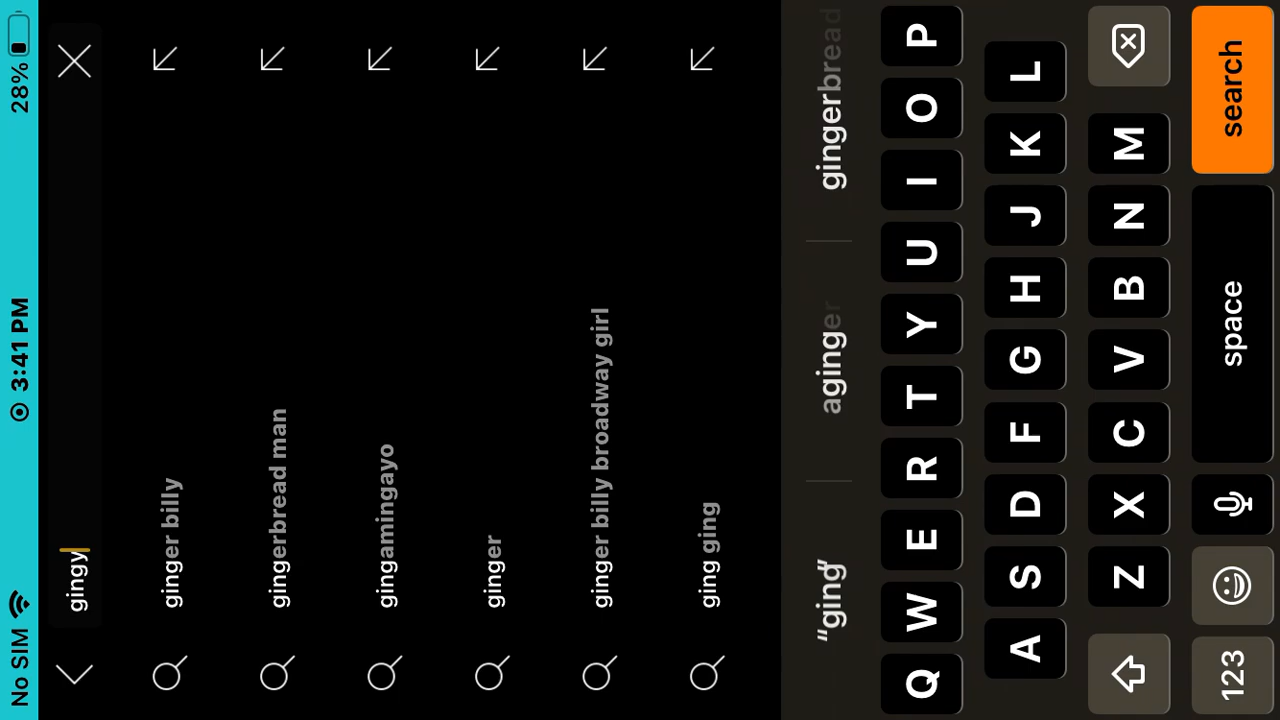 No SIM 3:41 PM 28%
gingy
ginger billy
gingerbread man
gingamingayo
ginger
ginger billy broadway girl
ging ging
“ging” aginger gingerbread
Q W E R T Y U I O P
A S D F G H J K L
Z X C V B N M
123 space search